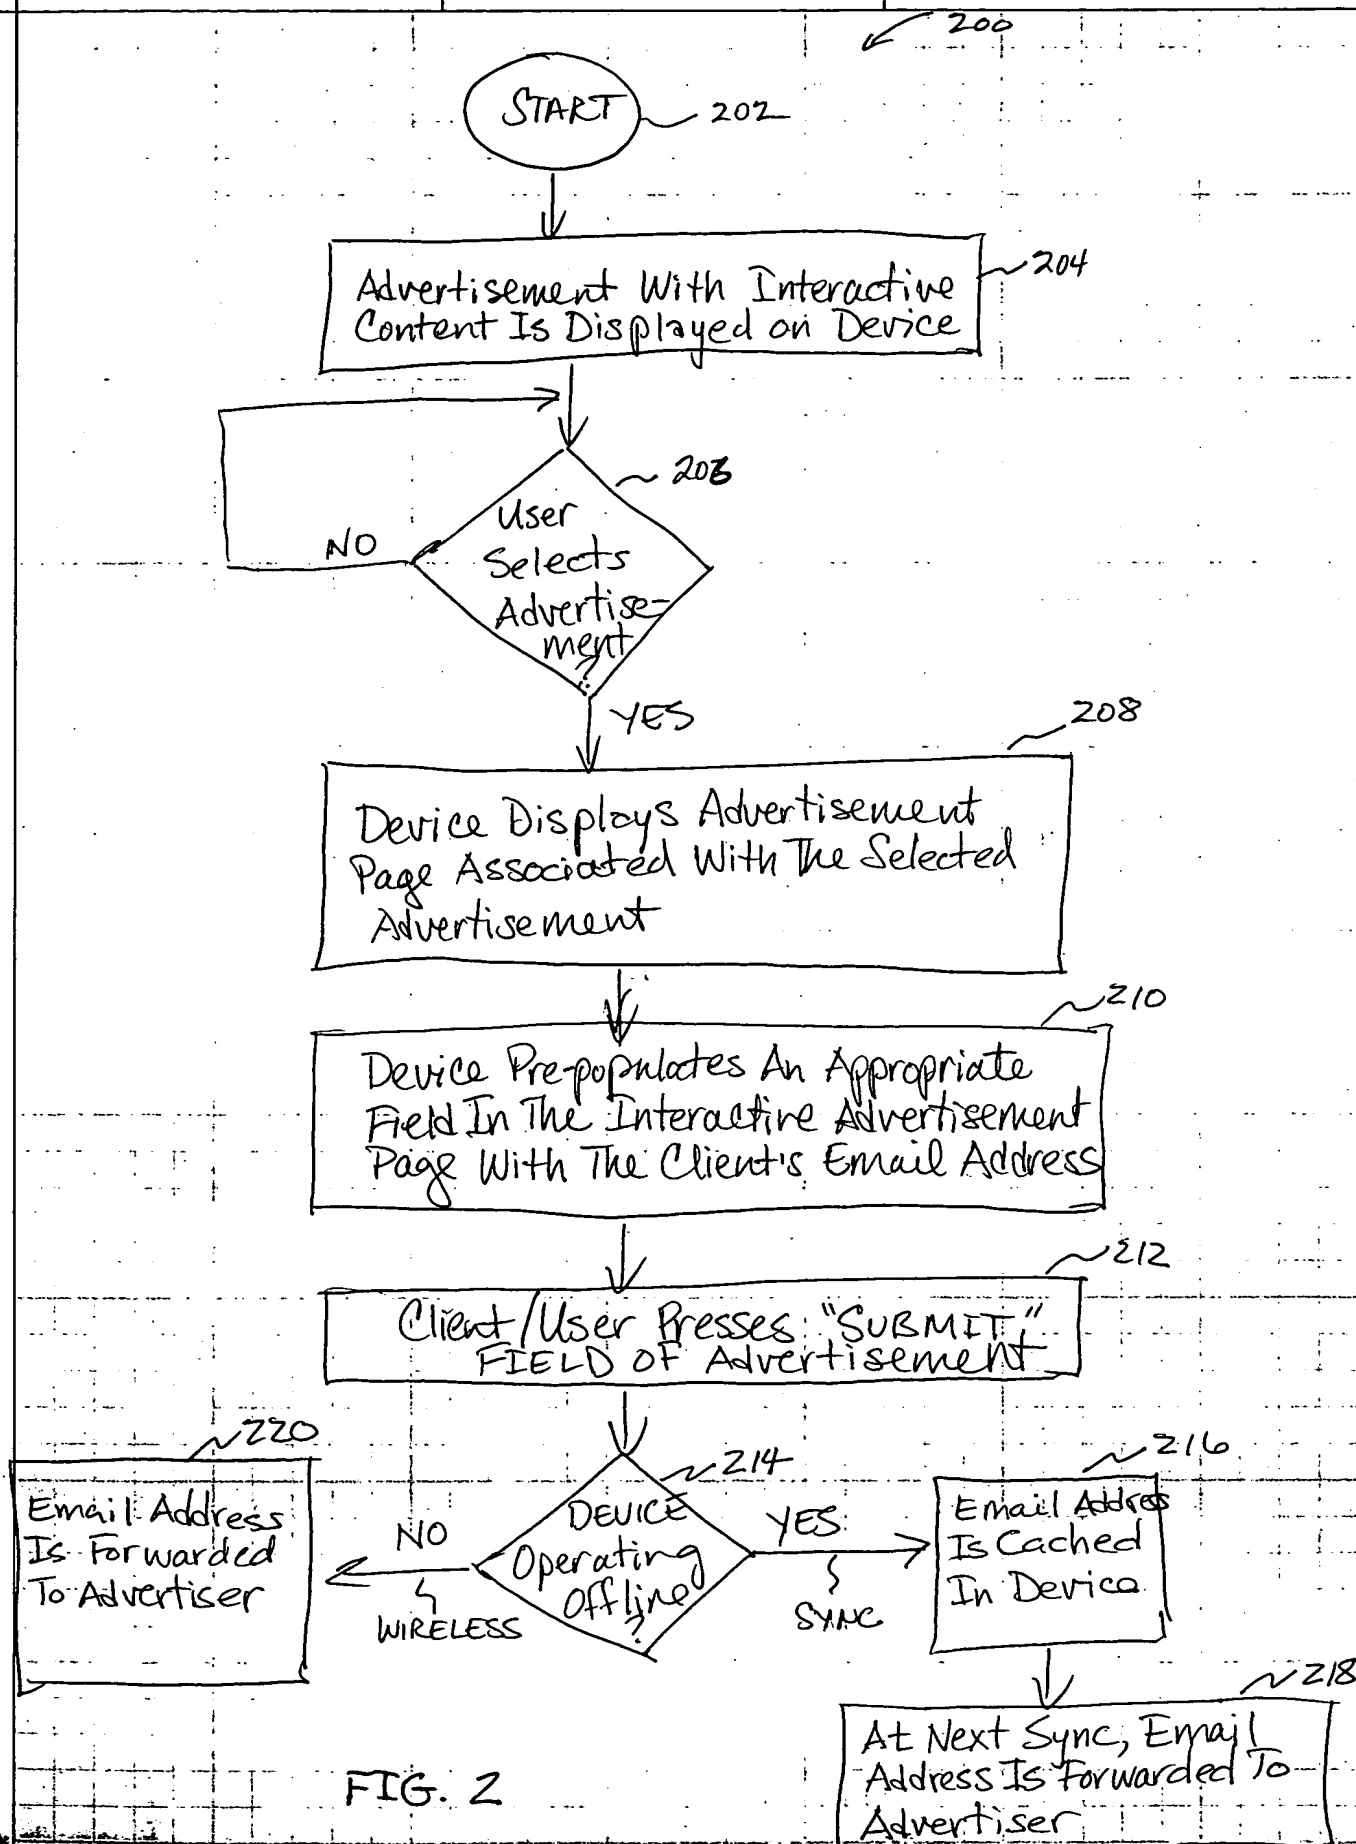 200
START
202
Advertisement With Interactive
Content Is Displayed on Device
204
206
User
Selects
Advertise-
ment
?
NO
YES
208
Device Displays Advertisement
Page Associated With The Selected
Advertisement
210
Device Pre-populates An Appropriate
Field In The Interactive Advertisement
Page With The Client's Email Address
212
Client/User Presses "SUBMIT"
FIELD OF Advertisement
214
DEVICE
Operating
Offline
?
NO
WIRELESS
YES
SYNC
220
Email Address
Is Forwarded
To Advertiser
216
Email Address
Is Cached
In Device
218
At Next Sync, Email
Address Is Forwarded To
Advertiser
FIG. 2